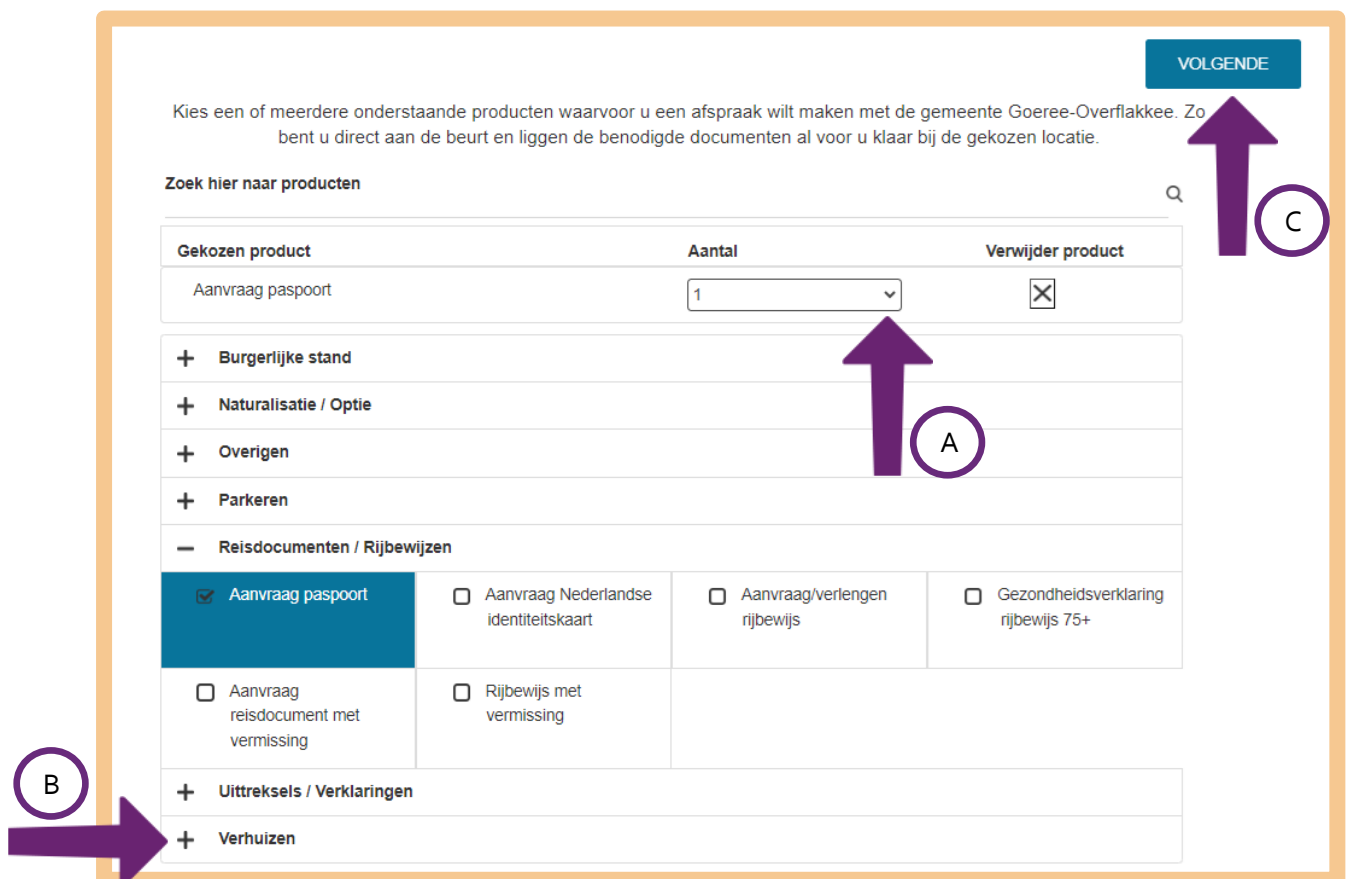 VOLGENDE
Kies een of meerdere onderstaande producten waarvoor u een afspraak wilt maken met de gemeente Goeree-Overflakkee. Zo
bent u direct aan de beurt en liggen de benodigde documenten al voor u klaar bij de gekozen locatie.
Zoek hier naar producten
C
Gekozen product Aantal Verwijder product
Aanvraag paspoort 1
Burgerlijke stand
Naturalisatie / Optie
A
Overigen
Parkeren
Reisdocumenten / Rijbewijzen
Aanvraag paspoort
Aanvraag Nederlandse
identiteitskaart
Aanvraag/verlengen
rijbewijs
Gezondheidsverklaring
rijbewijs 75+
Aanvraag
reisdocument met
vermissing
Rijbewijs met
vermissing
B
Uittreksels / Verklaringen
Verhuizen